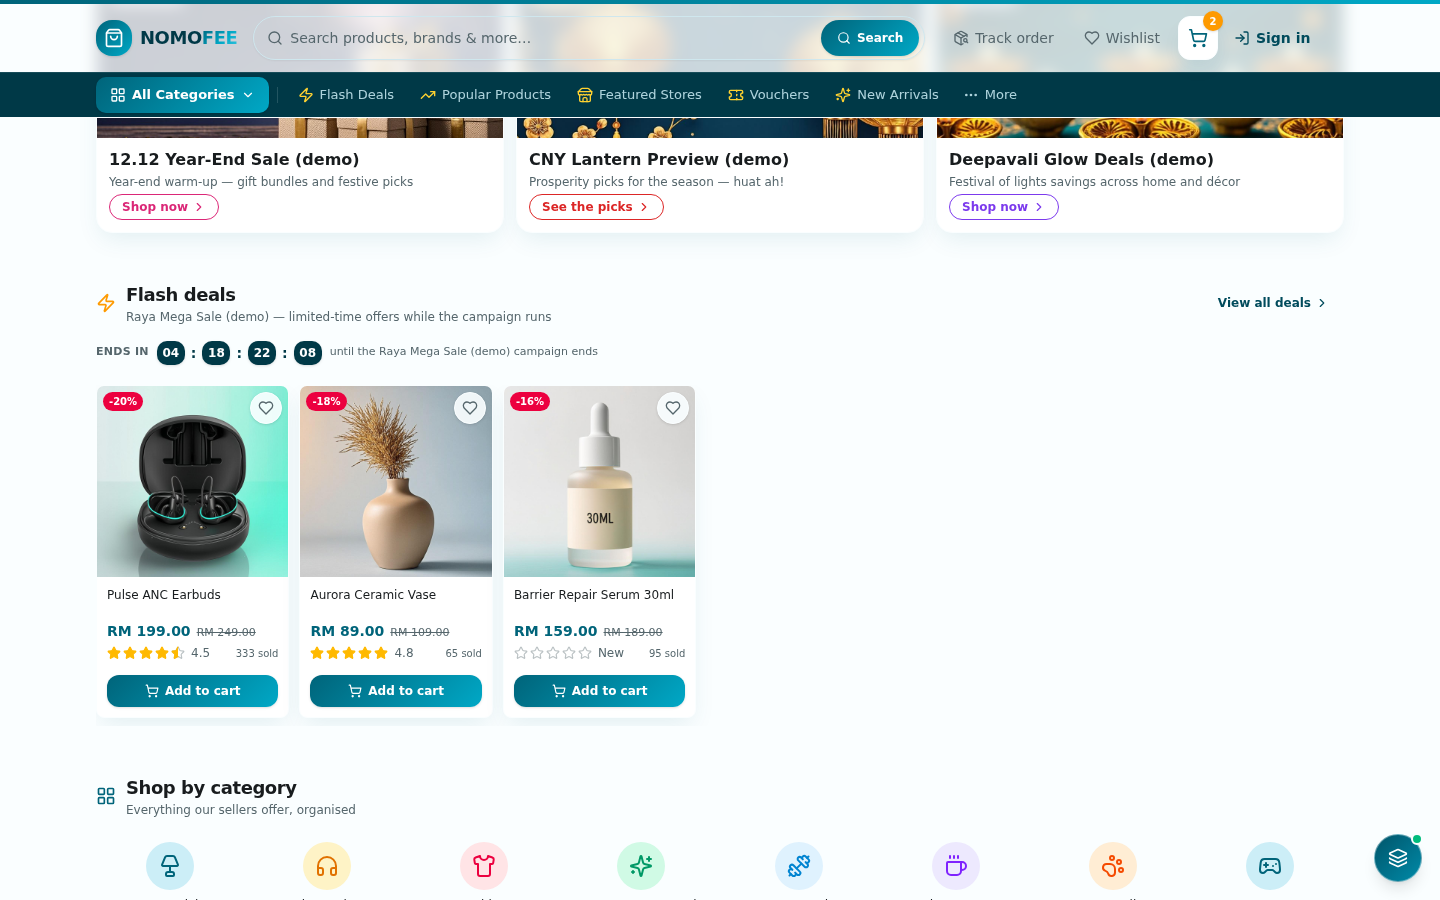 NOMOFEE
Search products, brands & more...
Search
Track order
Wishlist
2
Sign in
All Categories
Flash Deals
Popular Products
Featured Stores
Vouchers
New Arrivals
More
12.12 Year-End Sale (demo)
Year-end warm-up — gift bundles and festive picks
Shop now
CNY Lantern Preview (demo)
Prosperity picks for the season — huat ah!
See the picks
Deepavali Glow Deals (demo)
Festival of lights savings across home and décor
Shop now
Flash deals
Raya Mega Sale (demo) — limited-time offers while the campaign runs
View all deals
ENDS IN 04 : 18 : 22 : 08 until the Raya Mega Sale (demo) campaign ends
-20%
Pulse ANC Earbuds
RM 199.00 RM 249.00
4.5 333 sold
Add to cart
-18%
Aurora Ceramic Vase
RM 89.00 RM 109.00
4.8 65 sold
Add to cart
-16%
30ML
Barrier Repair Serum 30ml
RM 159.00 RM 189.00
New 95 sold
Add to cart
Shop by category
Everything our sellers offer, organised